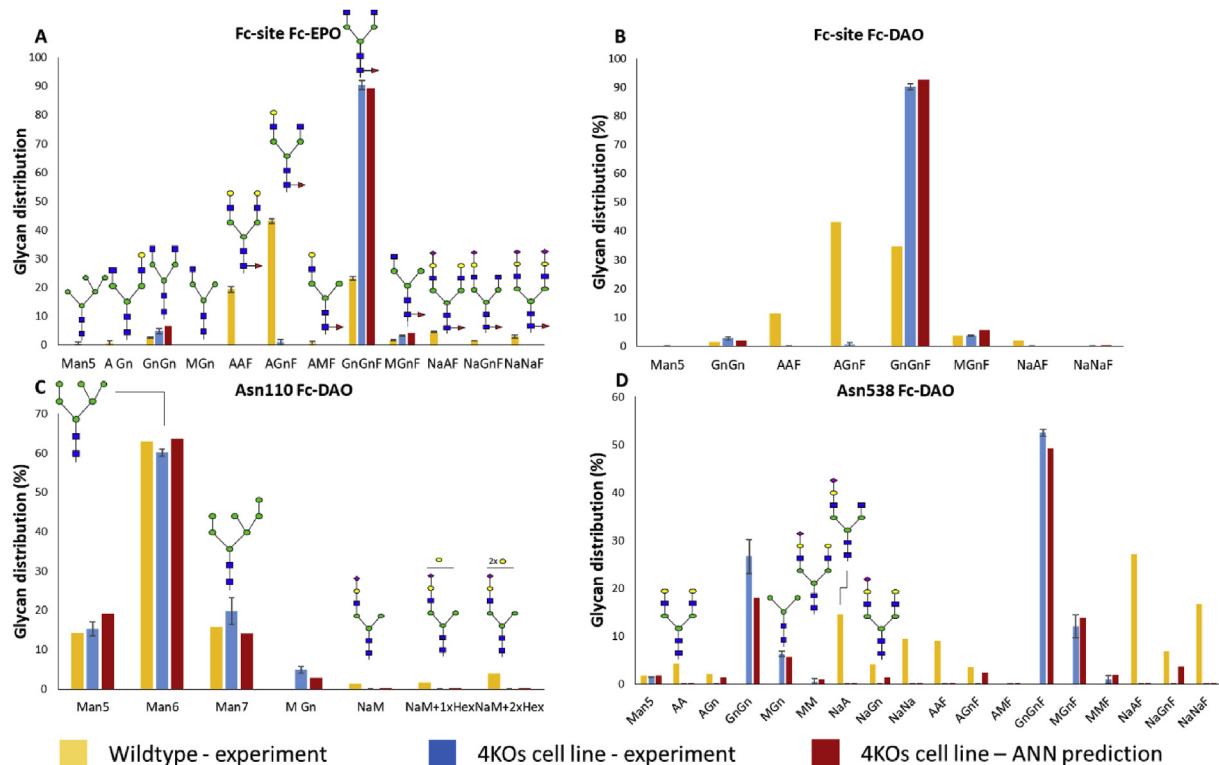 A
Fc-site Fc-EPO
Glycan distribution
100
90
80
70
60
50
40
30
20
10
0
Man5 A Gn GnGn MGn AAF AGnF AMF GnGnF MGnF NaAF NaGnF NaNaF
B
Fc-site Fc-DAO
Glycan distribution (%)
100
90
80
70
60
50
40
30
20
10
0
Man5 GnGn AAF AGnF GnGnF MGnF NaAF NaNaF
C
Asn110 Fc-DAO
Glycan distribution (%)
70
60
50
40
30
20
10
0
2x
Man5 Man6 Man7 M Gn NaM NaM+1xHex NaM+2xHex
D
Asn538 Fc-DAO
Glycan distribution (%)
60
50
40
30
20
10
0
Man5 AA AGn GnGn MGn MM NaA NaGn NaNa AAF AGnF AMF GnGnF MGnF MMF NaAF NaGnF NaNaF
Wildtype - experiment
4KOs cell line - experiment
4KOs cell line – ANN prediction